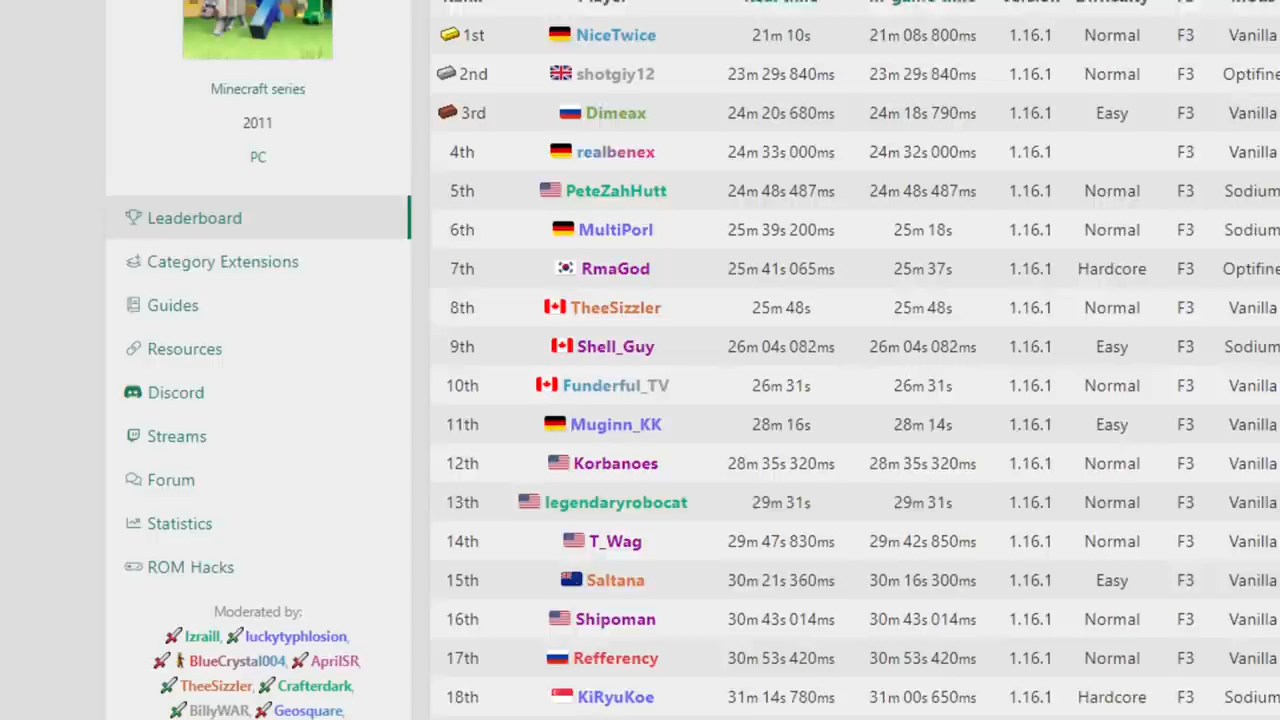 Minecraft series
2011
PC
Leaderboard
Category Extensions
Guides
Resources
Discord
Streams
Forum
Statistics
ROM Hacks
Moderated by:
Izraill, luckytyphlosion,
BlueCrystal004, AprilSR,
TheeSizzler, Crafterdark,
BillyWAR, Geosquare,
1st NiceTwice 21m 10s 21m 08s 800ms 1.16.1 Normal F3 Vanilla
2nd shotgiy12 23m 29s 840ms 23m 29s 840ms 1.16.1 Normal F3 Optifine
3rd Dimeax 24m 20s 680ms 24m 18s 790ms 1.16.1 Easy F3 Vanilla
4th realbenex 24m 33s 000ms 24m 32s 000ms 1.16.1 F3 Vanilla
5th PeteZahHutt 24m 48s 487ms 24m 48s 487ms 1.16.1 Normal F3 Sodium
6th MultiPorl 25m 39s 200ms 25m 18s 1.16.1 Normal F3 Sodium
7th RmaGod 25m 41s 065ms 25m 37s 1.16.1 Hardcore F3 Optifine
8th TheeSizzler 25m 48s 25m 48s 1.16.1 Normal F3 Vanilla
9th Shell_Guy 26m 04s 082ms 26m 04s 082ms 1.16.1 Easy F3 Sodium
10th Funderful_TV 26m 31s 26m 31s 1.16.1 Normal F3 Vanilla
11th Muginn_KK 28m 16s 28m 14s 1.16.1 Easy F3 Vanilla
12th Korbanoes 28m 35s 320ms 28m 35s 320ms 1.16.1 Normal F3 Vanilla
13th legendaryrobocat 29m 31s 29m 31s 1.16.1 Normal F3 Vanilla
14th T_Wag 29m 47s 830ms 29m 42s 850ms 1.16.1 Normal F3 Vanilla
15th Saltana 30m 21s 360ms 30m 16s 300ms 1.16.1 Easy F3 Vanilla
16th Shipoman 30m 43s 014ms 30m 43s 014ms 1.16.1 Normal F3 Vanilla
17th Refferency 30m 53s 420ms 30m 53s 420ms 1.16.1 Normal F3 Vanilla
18th KiRyuKoe 31m 14s 780ms 31m 00s 650ms 1.16.1 Hardcore F3 Sodium